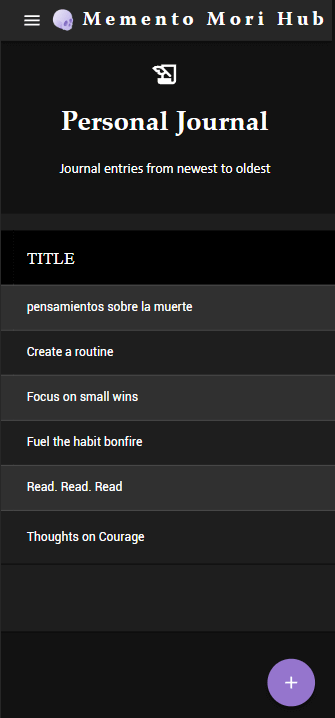 Memento Mori Hub
Personal Journal
Journal entries from newest to oldest
TITLE
pensamientos sobre la muerte
Create a routine
Focus on small wins
Fuel the habit bonfire
Read. Read. Read
Thoughts on Courage